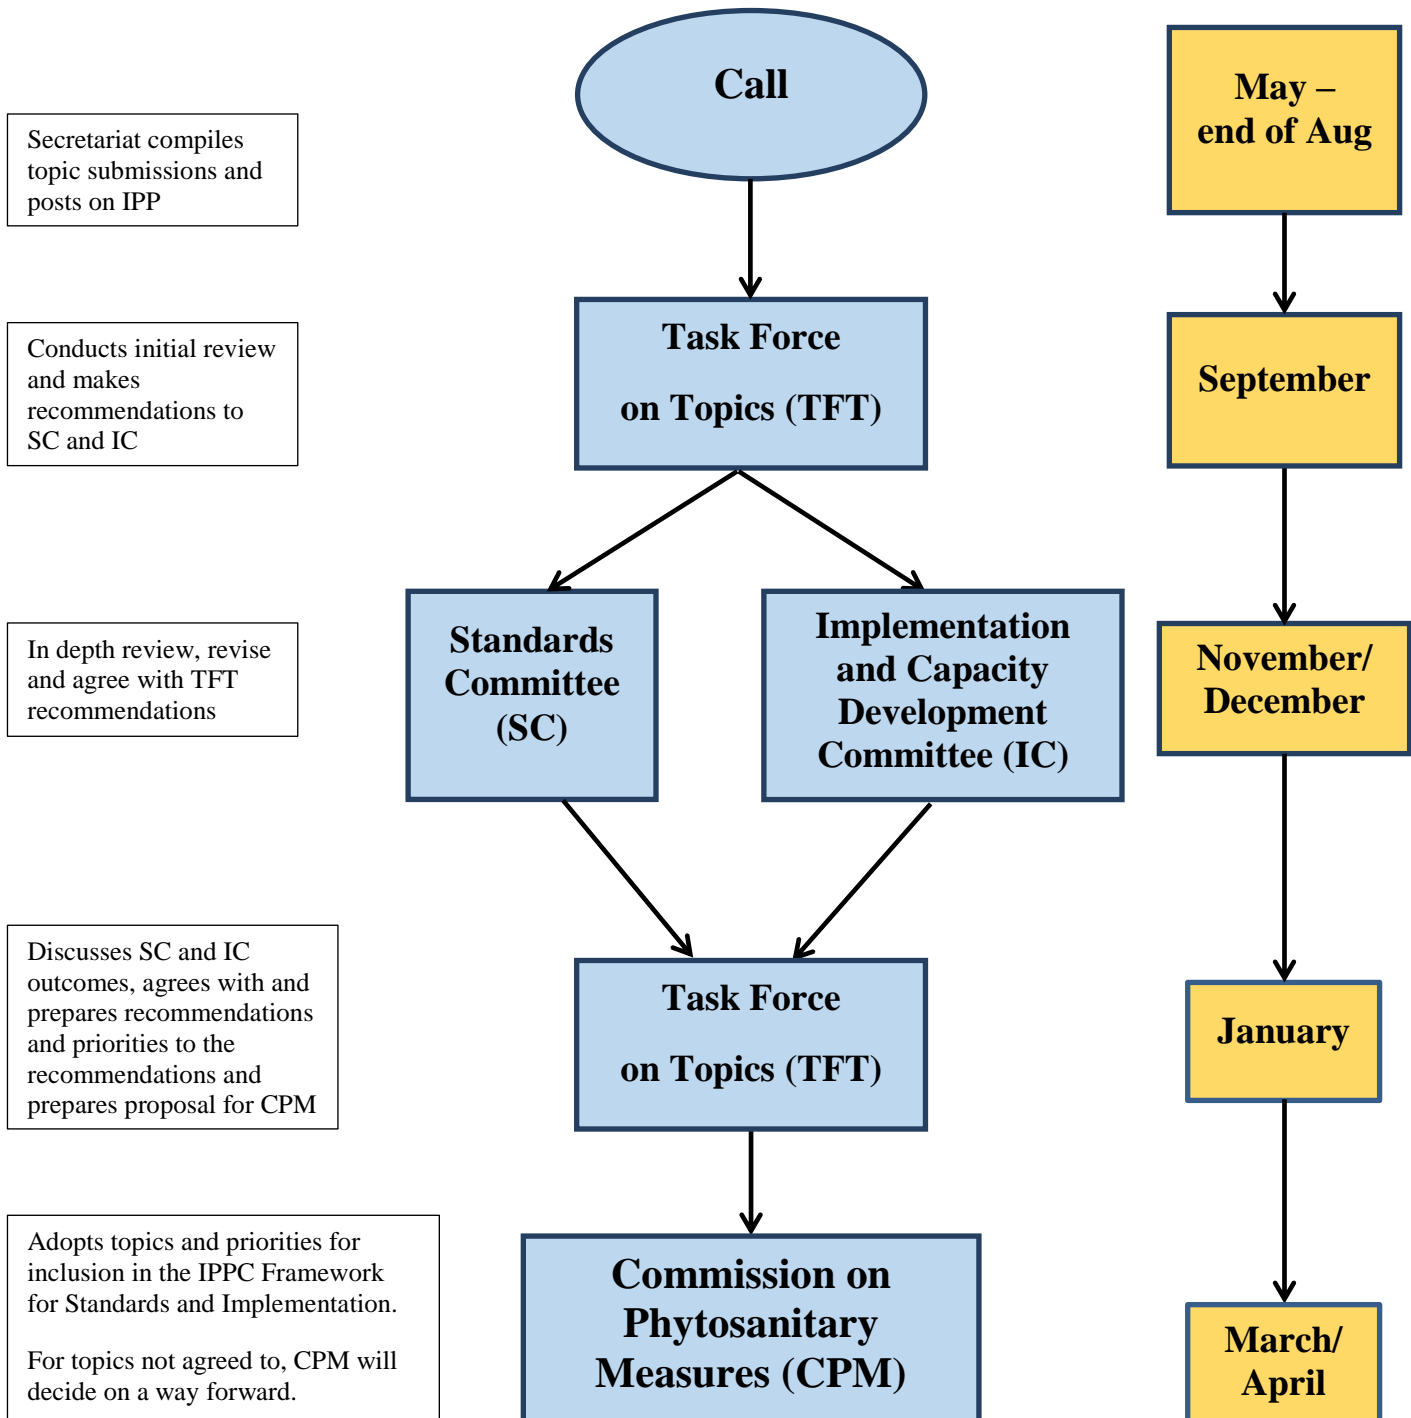 Call
May –
end of Aug
Secretariat compiles
topic submissions and
posts on IPP
Task Force
on Topics (TFT)
September
Conducts initial review
and makes
recommendations to
SC and IC
Standards
Committee
(SC)
Implementation
and Capacity
Development
Committee (IC)
November/
December
In depth review, revise
and agree with TFT
recommendations
Task Force
on Topics (TFT)
January
Discusses SC and IC
outcomes, agrees with and
prepares recommendations
and priorities to the
recommendations and
prepares proposal for CPM
Commission on
Phytosanitary
Measures (CPM)
March/
April
Adopts topics and priorities for
inclusion in the IPPC Framework
for Standards and Implementation.
For topics not agreed to, CPM will
decide on a way forward.